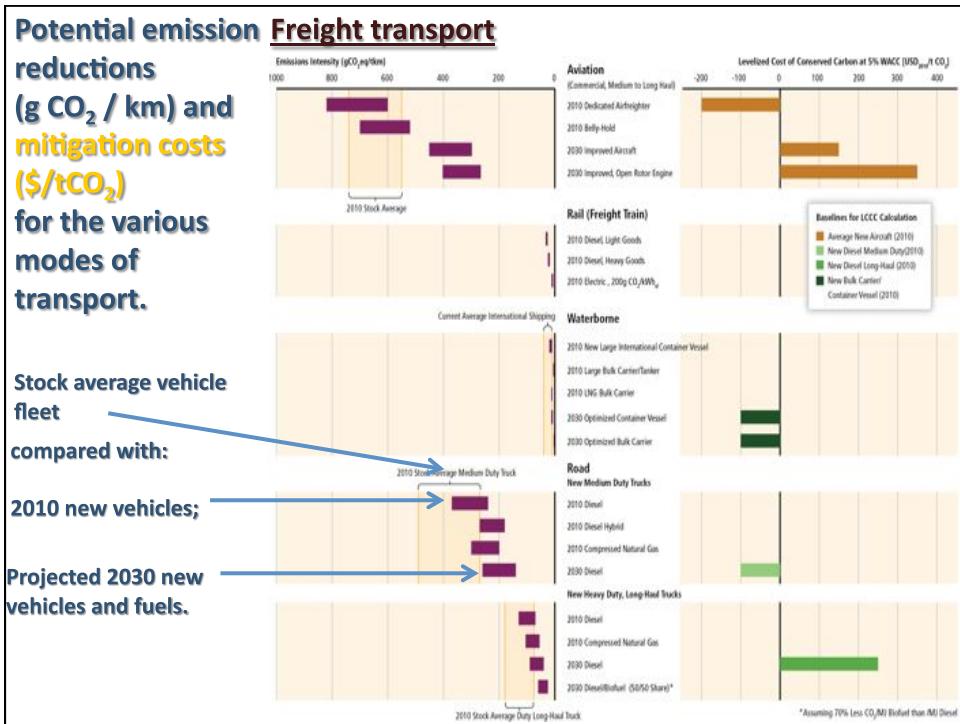 Potential emission
reductions
(g CO₂ / km) and
mitigation costs
($/tCO₂)
for the various
modes of
transport.
Stock average vehicle
fleet
compared with:
2010 new vehicles;
Projected 2030 new
vehicles and fuels.
Freight transport
Emissions Intensity (gCO₂eq/tkm)
1000 800 600 400 200 0
Levelized Cost of Conserved Carbon at 5% WACC [USD₂₀₁₀/t CO₂]
-200 -100 0 100 200 300 400
Aviation
(Commercial, Medium to Long Haul)
2010 Dedicated Airfreighter
2010 Belly-Hold
2030 Improved Aircraft
2030 Improved, Open Rotor Engine
2010 Stock Average
Rail (Freight Train)
2010 Diesel, Light Goods
2010 Diesel, Heavy Goods
2010 Electric , 200g CO₂/kWhₑₗ
Baselines for LCCC Calculation
Average New Aircraft (2010)
New Diesel Medium Duty(2010)
New Diesel Long-Haul (2010)
New Bulk Carrier/
Container Vessel (2010)
Current Average International Shipping
Waterborne
2010 New Large International Container Vessel
2010 Large Bulk Carrier/Tanker
2010 LNG Bulk Carrier
2030 Optimized Container Vessel
2030 Optimized Bulk Carrier
2010 Stock Average Medium Duty Truck
Road
New Medium Duty Trucks
2010 Diesel
2010 Diesel Hybrid
2010 Compressed Natural Gas
2030 Diesel
New Heavy Duty, Long-Haul Trucks
2010 Diesel
2010 Compressed Natural Gas
2030 Diesel
2030 Diesel/Biofuel (50/50 Share)*
2010 Stock Average Duty Long-Haul Truck
*Assuming 70% Less CO₂/MJ Biofuel than /MJ Diesel